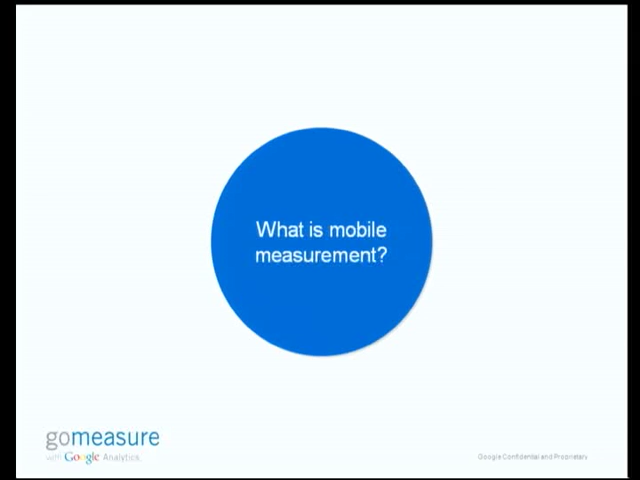 What is mobile
measurement?
gomeasure
with Google Analytics
Google Confidential and Proprietary